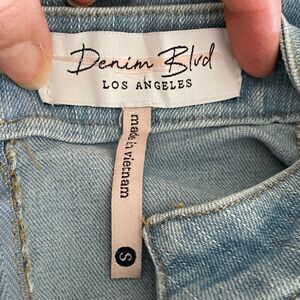 Denim Blvd
LOS ANGELES
made in vietnam
S